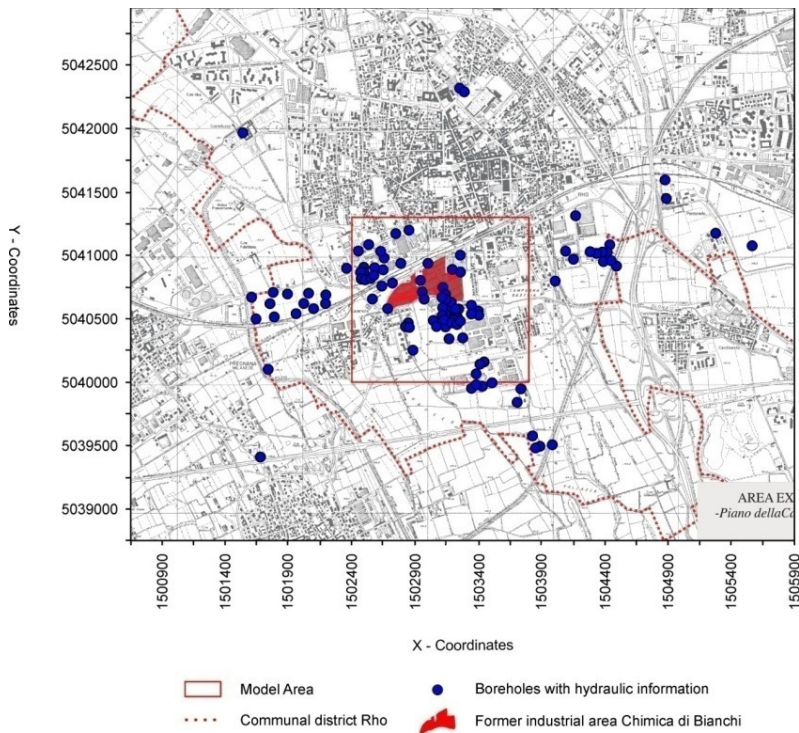 Y - Coordinates
5042500
5042000
5041500
5041000
5040500
5040000
5039500
5039000
AREA EX
-Piano dellaCa
1500900
1501400
1501900
1502400
1502900
1503400
1503900
1504400
1504900
1505400
1505900
X - Coordinates
Model Area
Boreholes with hydraulic information
Communal district Rho
Former industrial area Chimica di Bianchi